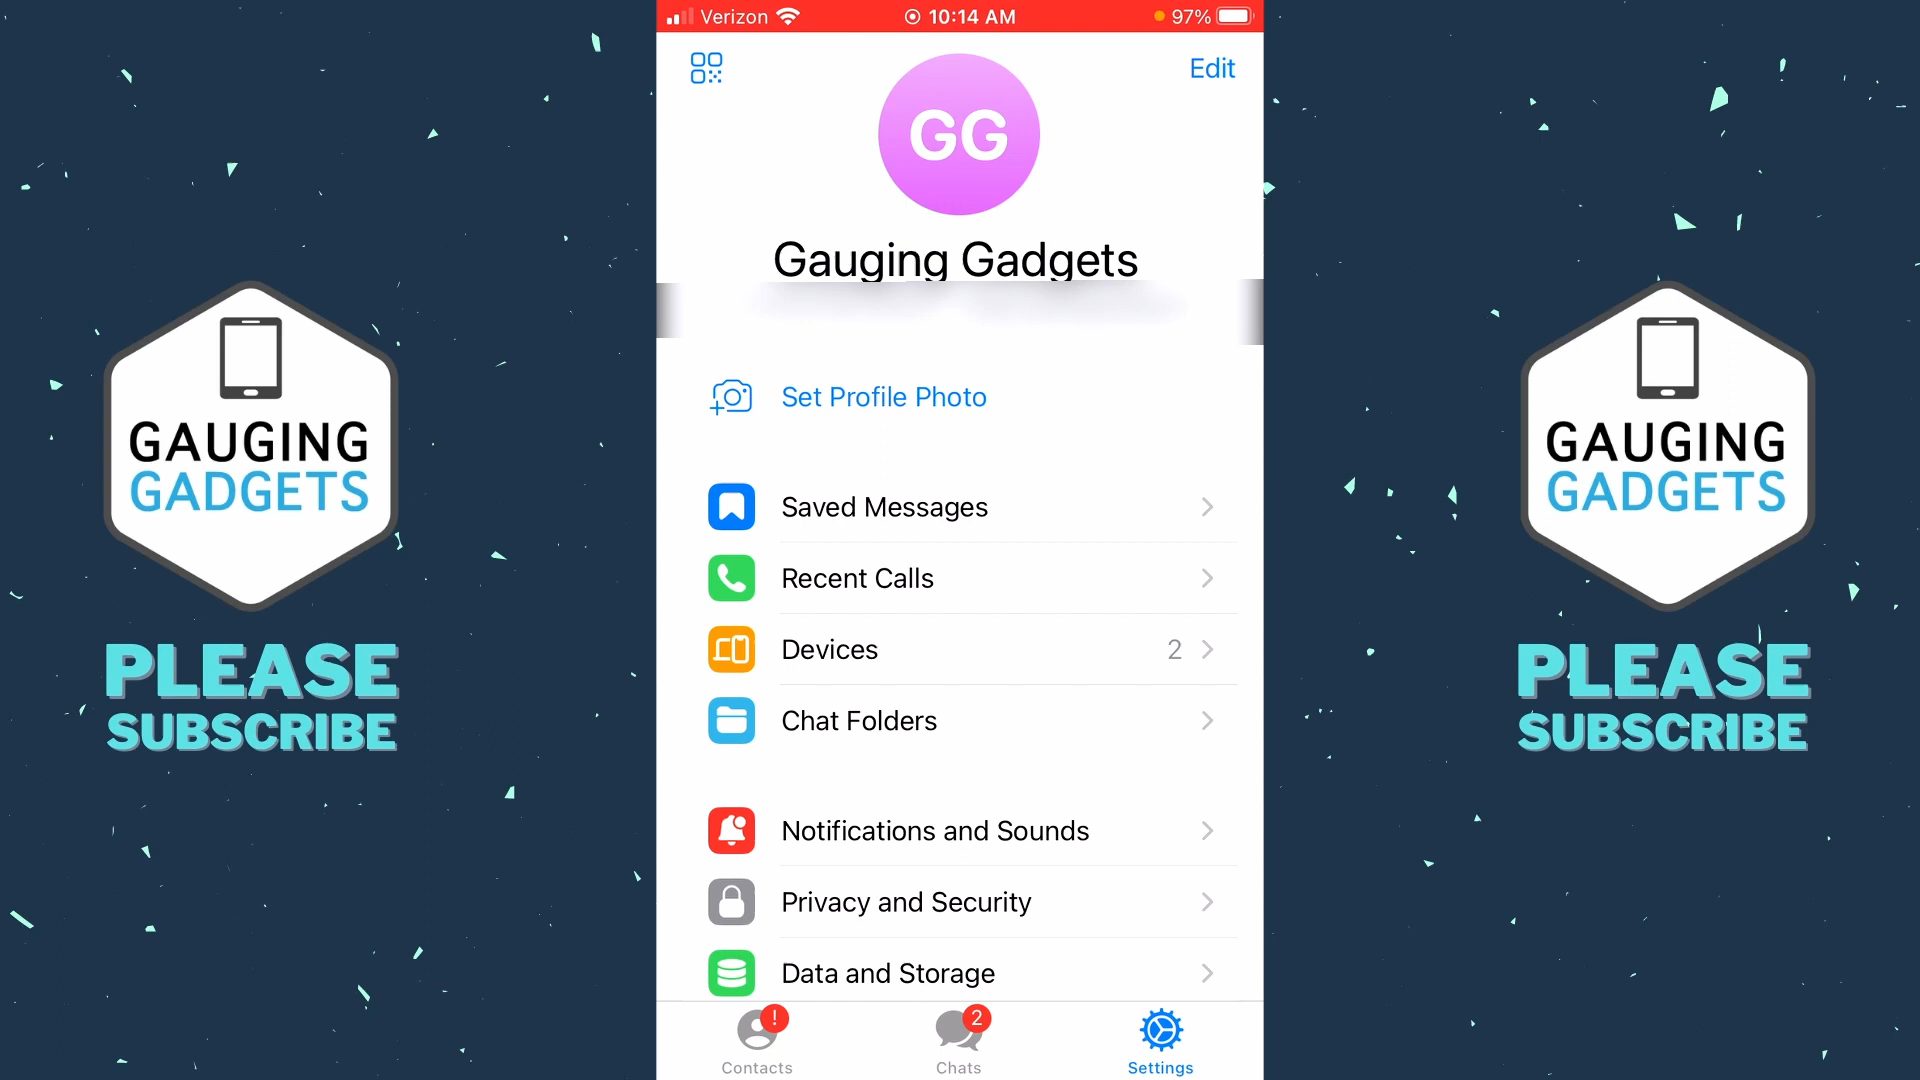 Verizon 10:14 AM 97%
Edit
GG
Gauging Gadgets
Set Profile Photo
Saved Messages
Recent Calls
Devices 2
Chat Folders
Notifications and Sounds
Privacy and Security
Data and Storage
! 2
Contacts Chats Settings
GAUGING
GADGETS
PLEASE
SUBSCRIBE
GAUGING
GADGETS
PLEASE
SUBSCRIBE